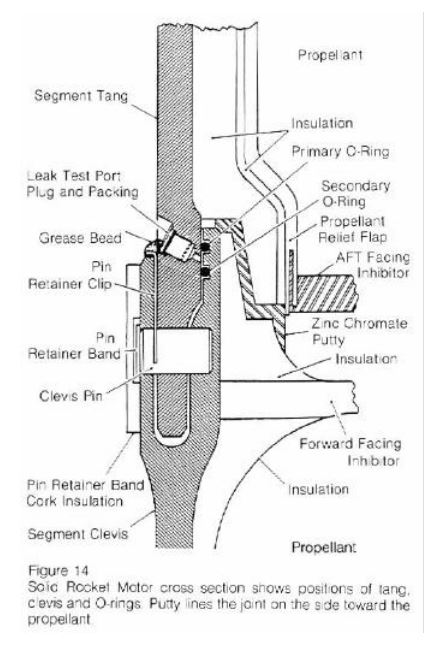 Propellant
Segment Tang
Insulation
Primary O-Ring
Leak Test Port
Plug and Packing
Secondary
O-Ring
Grease Bead
Propellant
Relief Flap
Pin
Retainer Clip
AFT Facing
Inhibitor
Pin
Retainer Band
Zinc Chromate
Putty
Insulation
Clevis Pin
Forward Facing
Inhibitor
Pin Retainer Band
Cork Insulation
Insulation
Segment Clevis
Propellant
Figure 14
Solid Rocket Motor cross section shows positions of tang,
clevis and O-rings. Putty lines the joint on the side toward the
propellant.